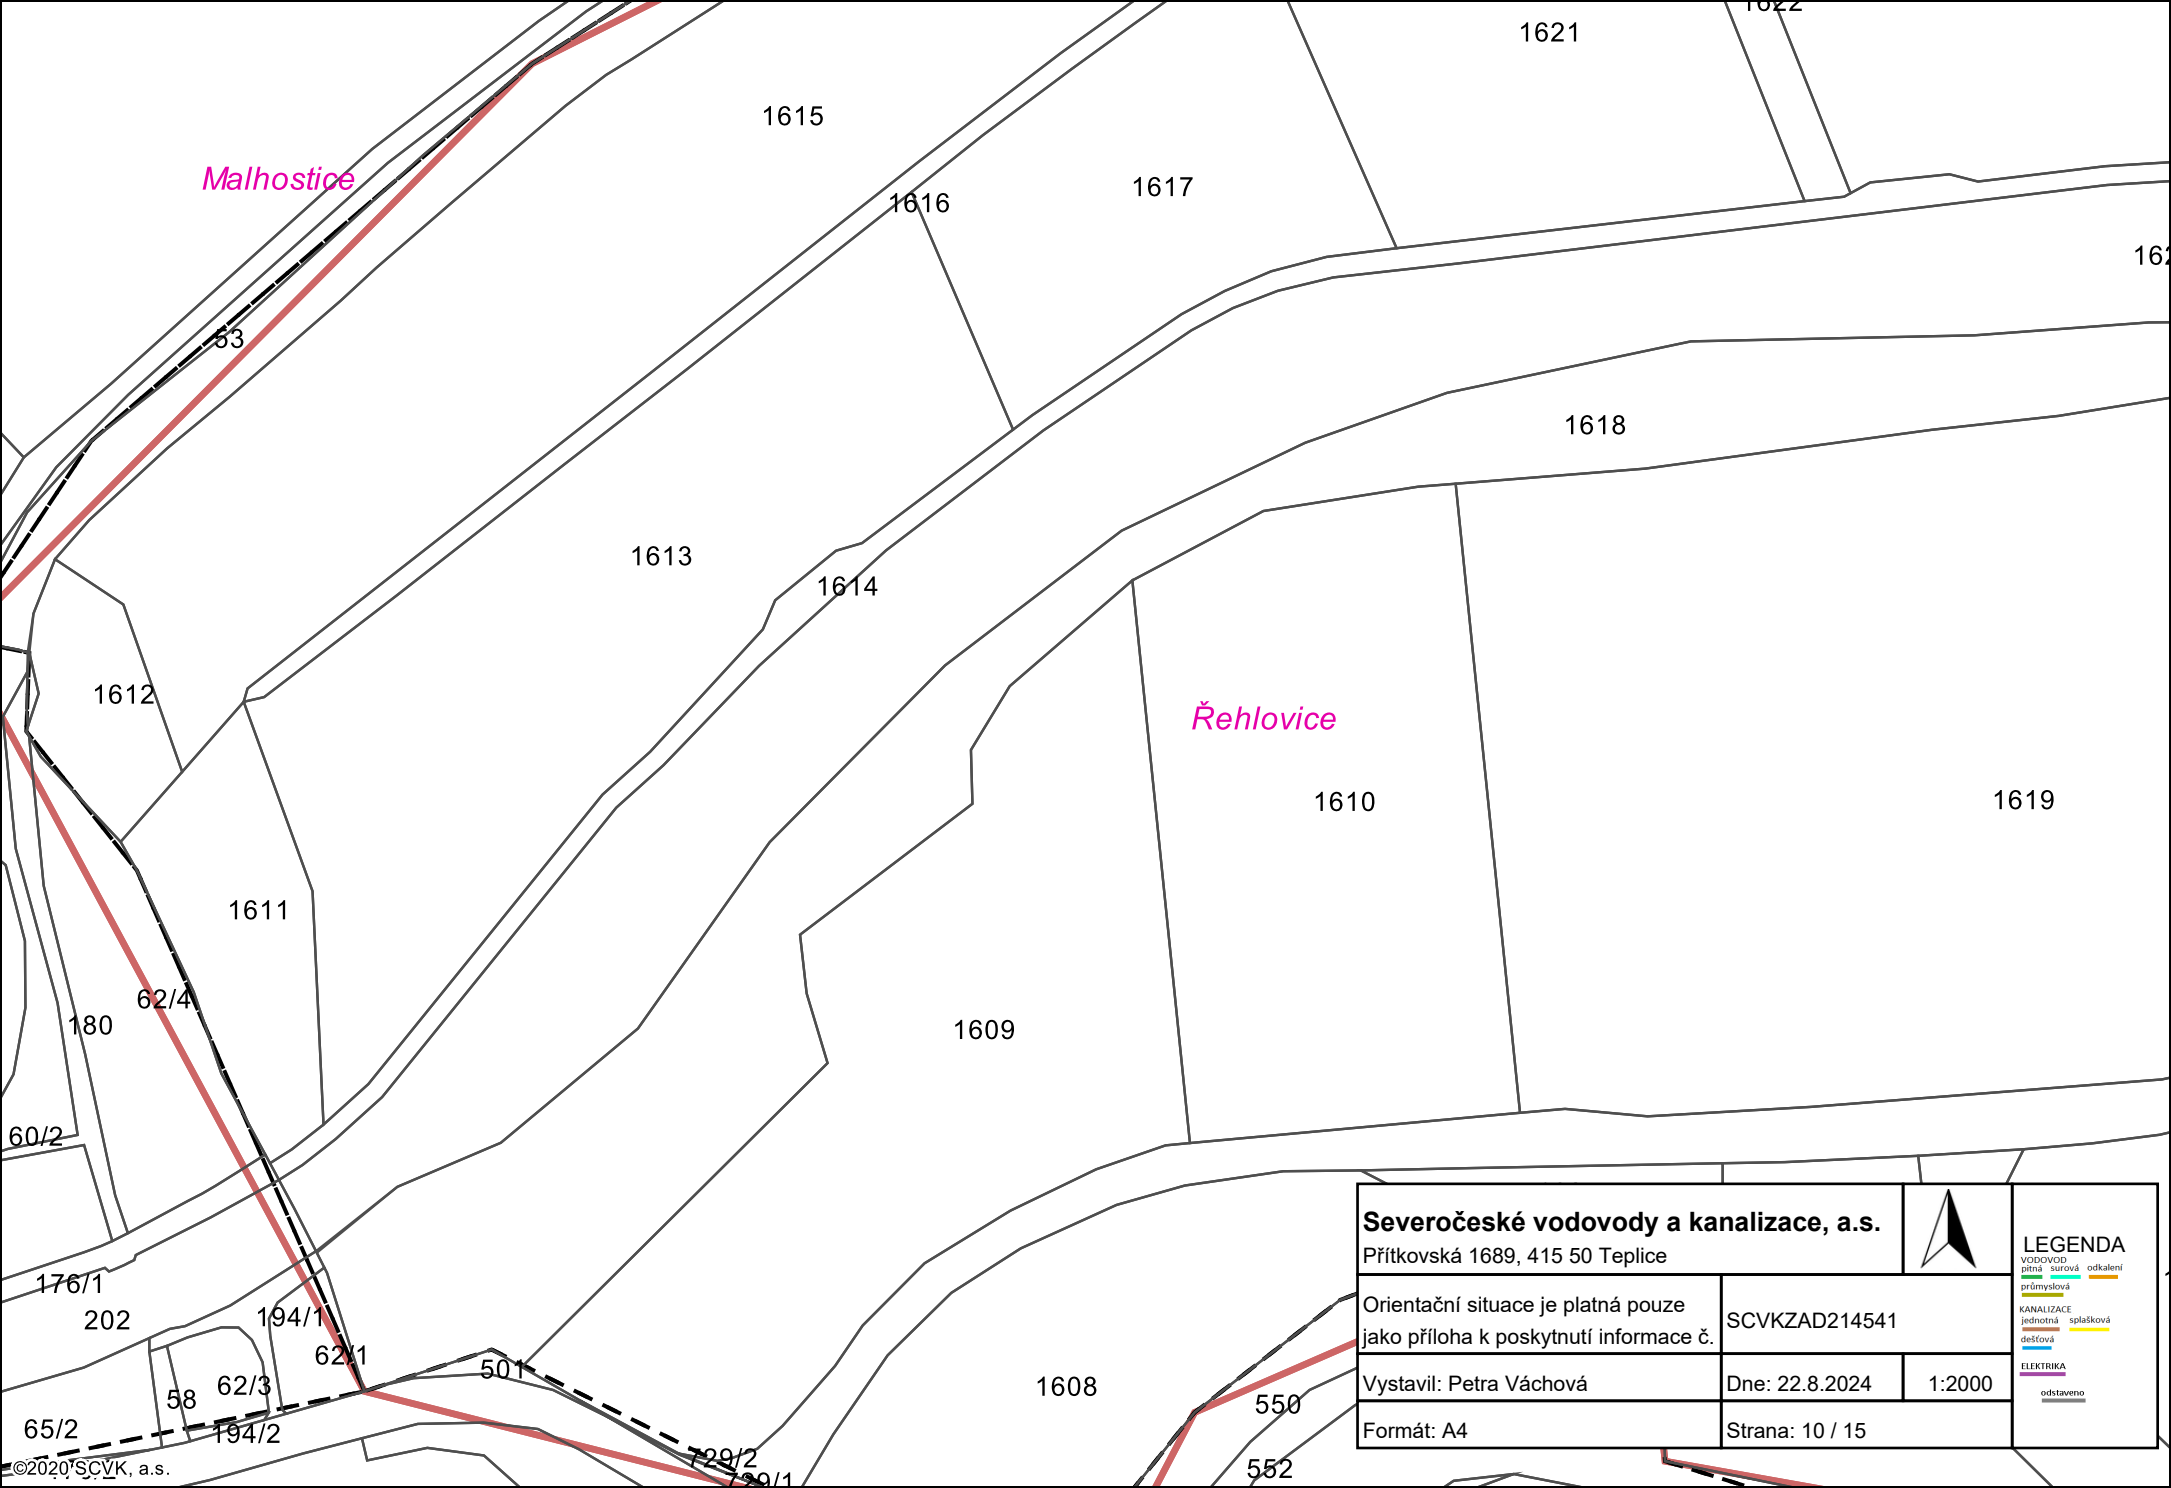 1622
1621
1615
Malhostice
1617
1616
53
1618
1613
1614
1612
Řehlovice
1610
1619
1611
62/4
180
1609
60/2
176/1
202
194/1
62/1
501
62/3
58
65/2
194/2
1608
550
552
729/2
729/1
©2020 SČVK, a.s.
Severočeské vodovody a kanalizace, a.s.
Přítkovská 1689, 415 50 Teplice
Orientační situace je platná pouze
jako příloha k poskytnutí informace č.
SCVKZAD214541
Vystavil: Petra Váchová
Dne: 22.8.2024
1:2000
Formát: A4
Strana: 10 / 15
LEGENDA
VODOVOD
pitná surová odkalení
průmyslová
KANALIZACE
jednotná splašková
dešťová
ELEKTRIKA
odstaveno